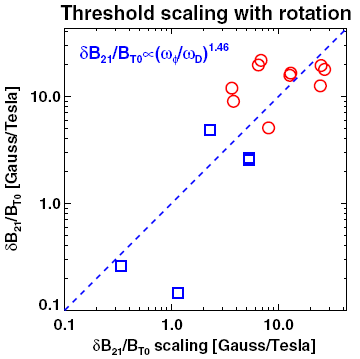 Threshold scaling with rotation
δB21/BT0∝(ωϕ/ωD)1.46
10.0
1.0
0.1
δB21/BT0 [Gauss/Tesla]
0.1
1.0
10.0
δB21/BT0 scaling [Gauss/Tesla]